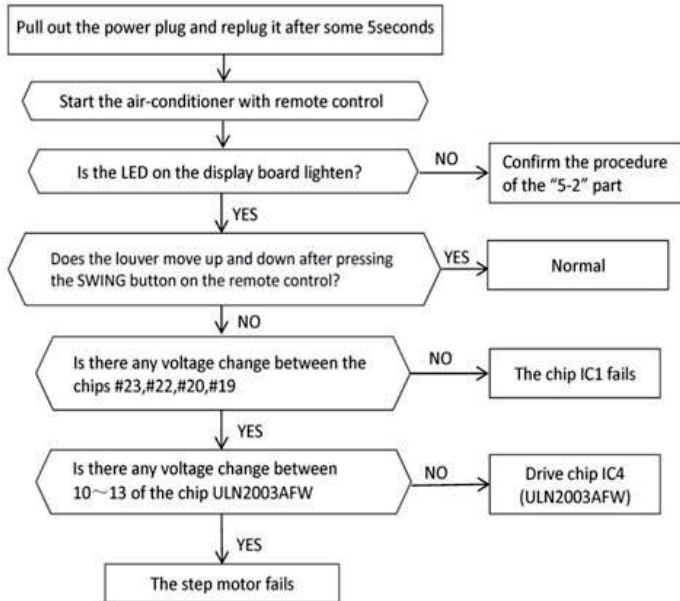 Pull out the power plug and replug it after some 5seconds
Start the air-conditioner with remote control
Is the LED on the display board lighten?
NO
Confirm the procedure
of the “5-2” part
YES
Does the louver move up and down after pressing
the SWING button on the remote control?
YES
Normal
NO
Is there any voltage change between the
chips #23,#22,#20,#19
NO
The chip IC1 fails
YES
Is there any voltage change between
10～13 of the chip ULN2003AFW
NO
Drive chip IC4
(ULN2003AFW)
YES
The step motor fails